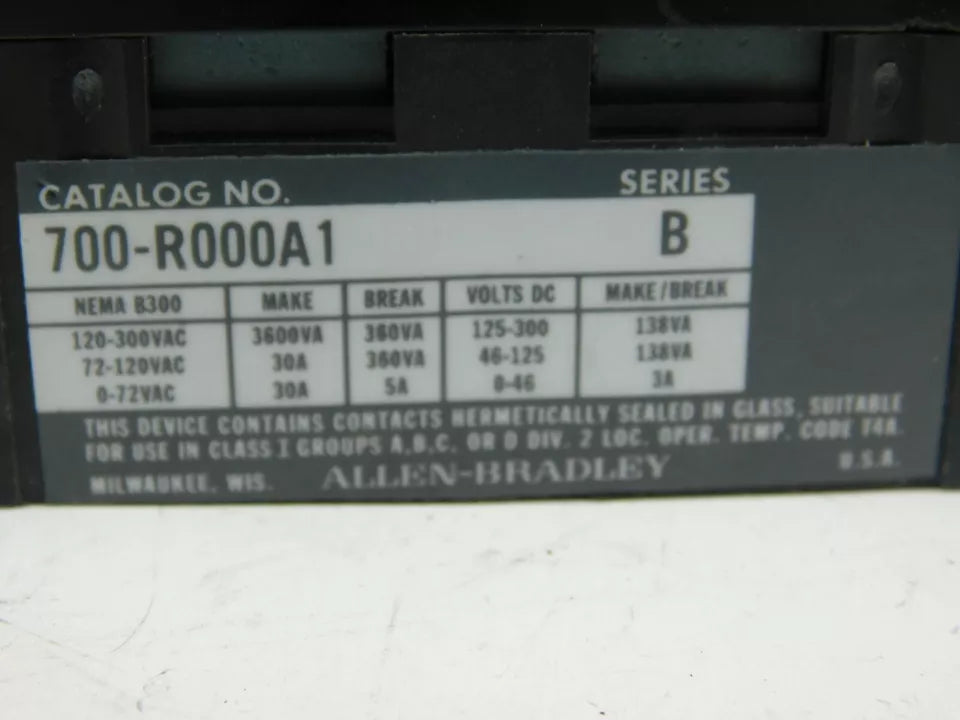 CATALOG NO. SERIES
700-R000A1 B
NEMA B300 MAKE BREAK VOLTS DC MAKE/BREAK
120-300VAC 3600VA 360VA 125-300 138VA
72-120VAC 30A 360VA 46-125 138VA
0-72VAC 30A 5A 0-46 3A
THIS DEVICE CONTAINS CONTACTS HERMETICALLY SEALED IN GLASS, SUITABLE
FOR USE IN CLASS I GROUPS A,B,C, OR D DIV. 2 LOC. OPER. TEMP. CODE T4A.
MILWAUKEE, WIS. ALLEN-BRADLEY U.S.A.